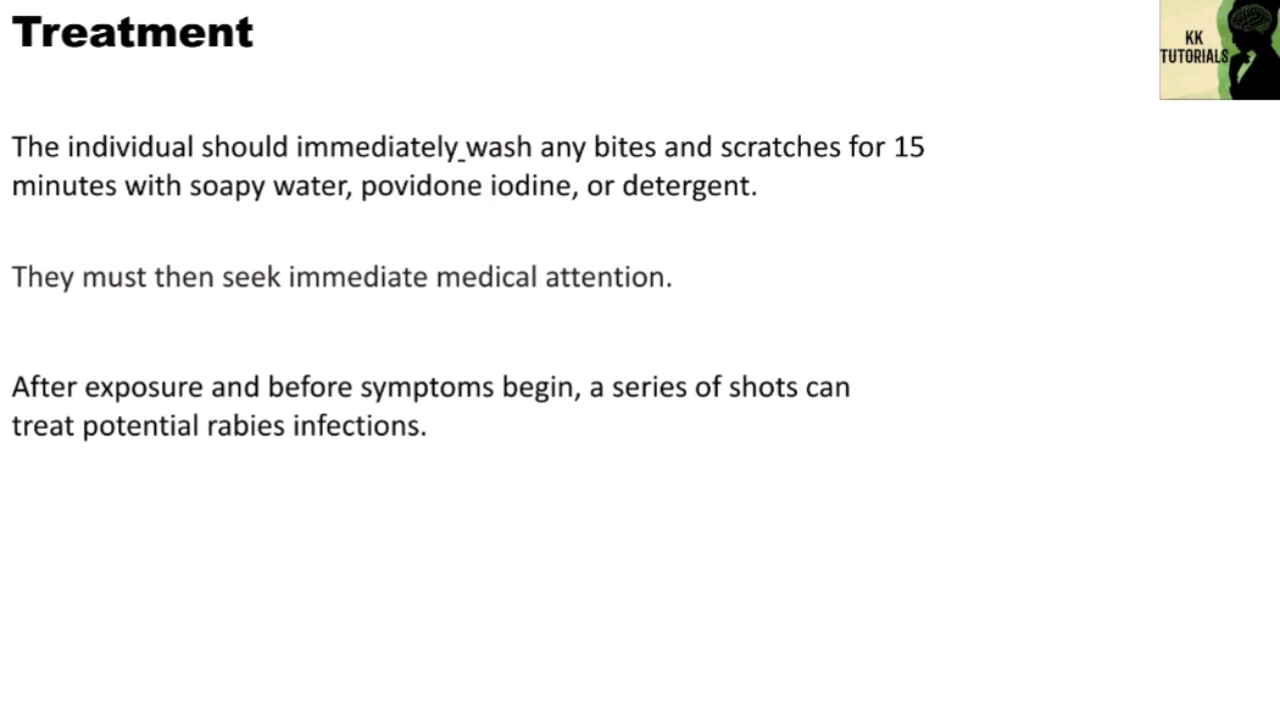 Treatment
KK
TUTORIALS
The individual should immediately wash any bites and scratches for 15
minutes with soapy water, povidone iodine, or detergent.
They must then seek immediate medical attention.
After exposure and before symptoms begin, a series of shots can
treat potential rabies infections.